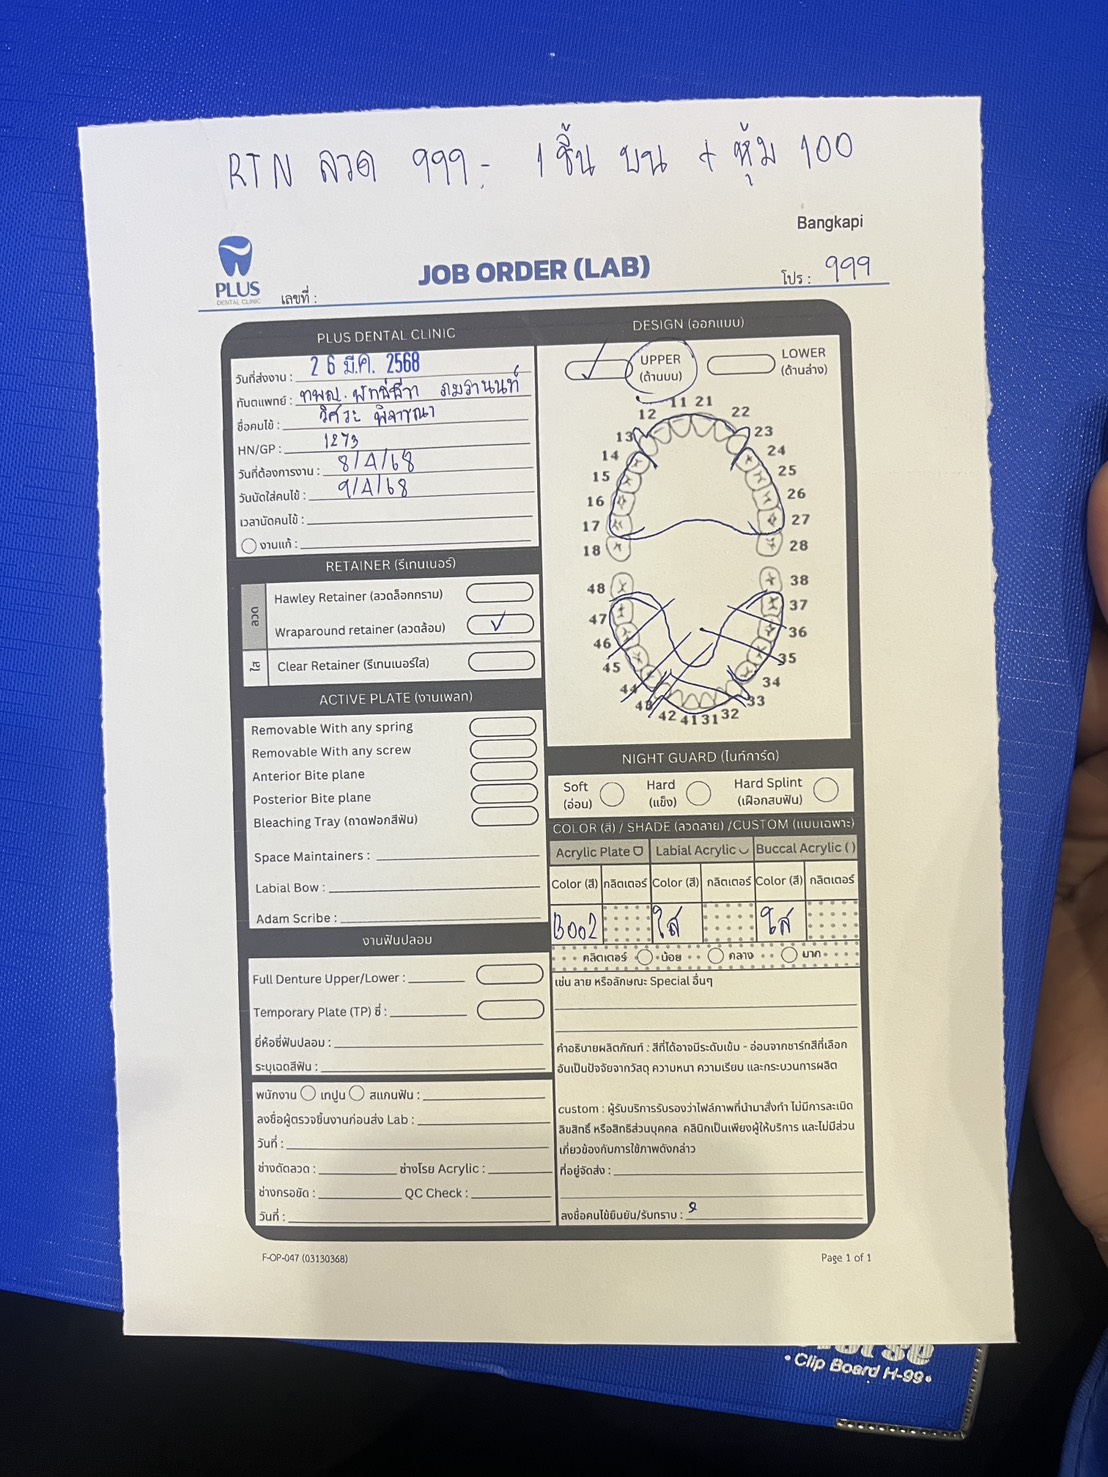 RTN ลวด 999.- 1 ชิ้น บน + หุ้ม 100
Bangkapi
PLUS
DENTAL CLINIC
เลขที่ :
JOB ORDER (LAB)
โปร : 999
PLUS DENTAL CLINIC
วันที่ส่งงาน : 26 มี.ค. 2568
ทันตแพทย์ : ทพญ.
ชื่อคนไข้ : วิศวะ พิจารณา
HN/GP : 1273
วันที่ต้องการงาน : 8/4/68
วันนัดใส่คนไข้ : 9/4/68
เวลานัดคนไข้ :
งานแก้ :
RETAINER (รีเทนเนอร์)
ลวด
Hawley Retainer (ลวดล็อกกราม)
Wraparound retainer (ลวดล้อม) ✓
ใส
Clear Retainer (รีเทนเนอร์ใส)
ACTIVE PLATE (งานเพลท)
Removable With any spring
Removable With any screw
Anterior Bite plane
Posterior Bite plane
Bleaching Tray (ถาดฟอกสีฟัน)
Space Maintainers :
Labial Bow :
Adam Scribe :
งานฟันปลอม
Full Denture Upper/Lower :
Temporary Plate (TP) ซี่ :
ยี่ห้อซี่ฟันปลอม :
ระบุเฉดสีฟัน :
พนักงาน เทปูน สแกนฟัน :
ลงชื่อผู้ตรวจชิ้นงานก่อนส่ง Lab :
วันที่ :
ช่างดัดลวด : ช่างโรย Acrylic :
ช่างกรอขัด : QC Check :
วันที่ :
DESIGN (ออกแบบ)
✓ UPPER
(ด้านบน)
LOWER
(ด้านล่าง)
11 21
12 22
13 23
14 24
15 25
16 26
17 27
18 28
48 38
47 37
46 36
45 35
44 34
43 33
42 41 31 32
NIGHT GUARD (ไนท์การ์ด)
Soft
(อ่อน)
Hard
(แข็ง)
Hard Splint
(เฝือกสบฟัน)
COLOR (สี) / SHADE (ลวดลาย) /CUSTOM (แบบเฉพาะ)
Acrylic Plate Labial Acrylic Buccal Acrylic ( )
Color (สี) กลิตเตอร์ Color (สี) กลิตเตอร์ Color (สี) กลิตเตอร์
B002 ใส ใส
กลิตเตอร์ น้อย กลาง มาก
เช่น ลาย หรือลักษณะ Special อื่นๆ
คำอธิบายผลิตภัณฑ์ : สีที่ได้อาจมีระดับเข้ม - อ่อนจากชาร์ทสีที่เลือก
อันเป็นปัจจัยจากวัสดุ ความหนา ความเรียบ และกระบวนการผลิต
custom : ผู้รับบริการรับรองว่าไฟล์ภาพที่นำมาสั่งทำ ไม่มีการละเมิด
ลิขสิทธิ์ หรือสิทธิส่วนบุคคล คลินิกเป็นเพียงผู้ให้บริการ และไม่มีส่วน
เกี่ยวข้องกับการใช้ภาพดังกล่าว
ที่อยู่จัดส่ง :
ลงชื่อคนไข้ยืนยัน/รับทราบ :
F-OP-047 (03130368)
Page 1 of 1
• Clip Board H-99 •